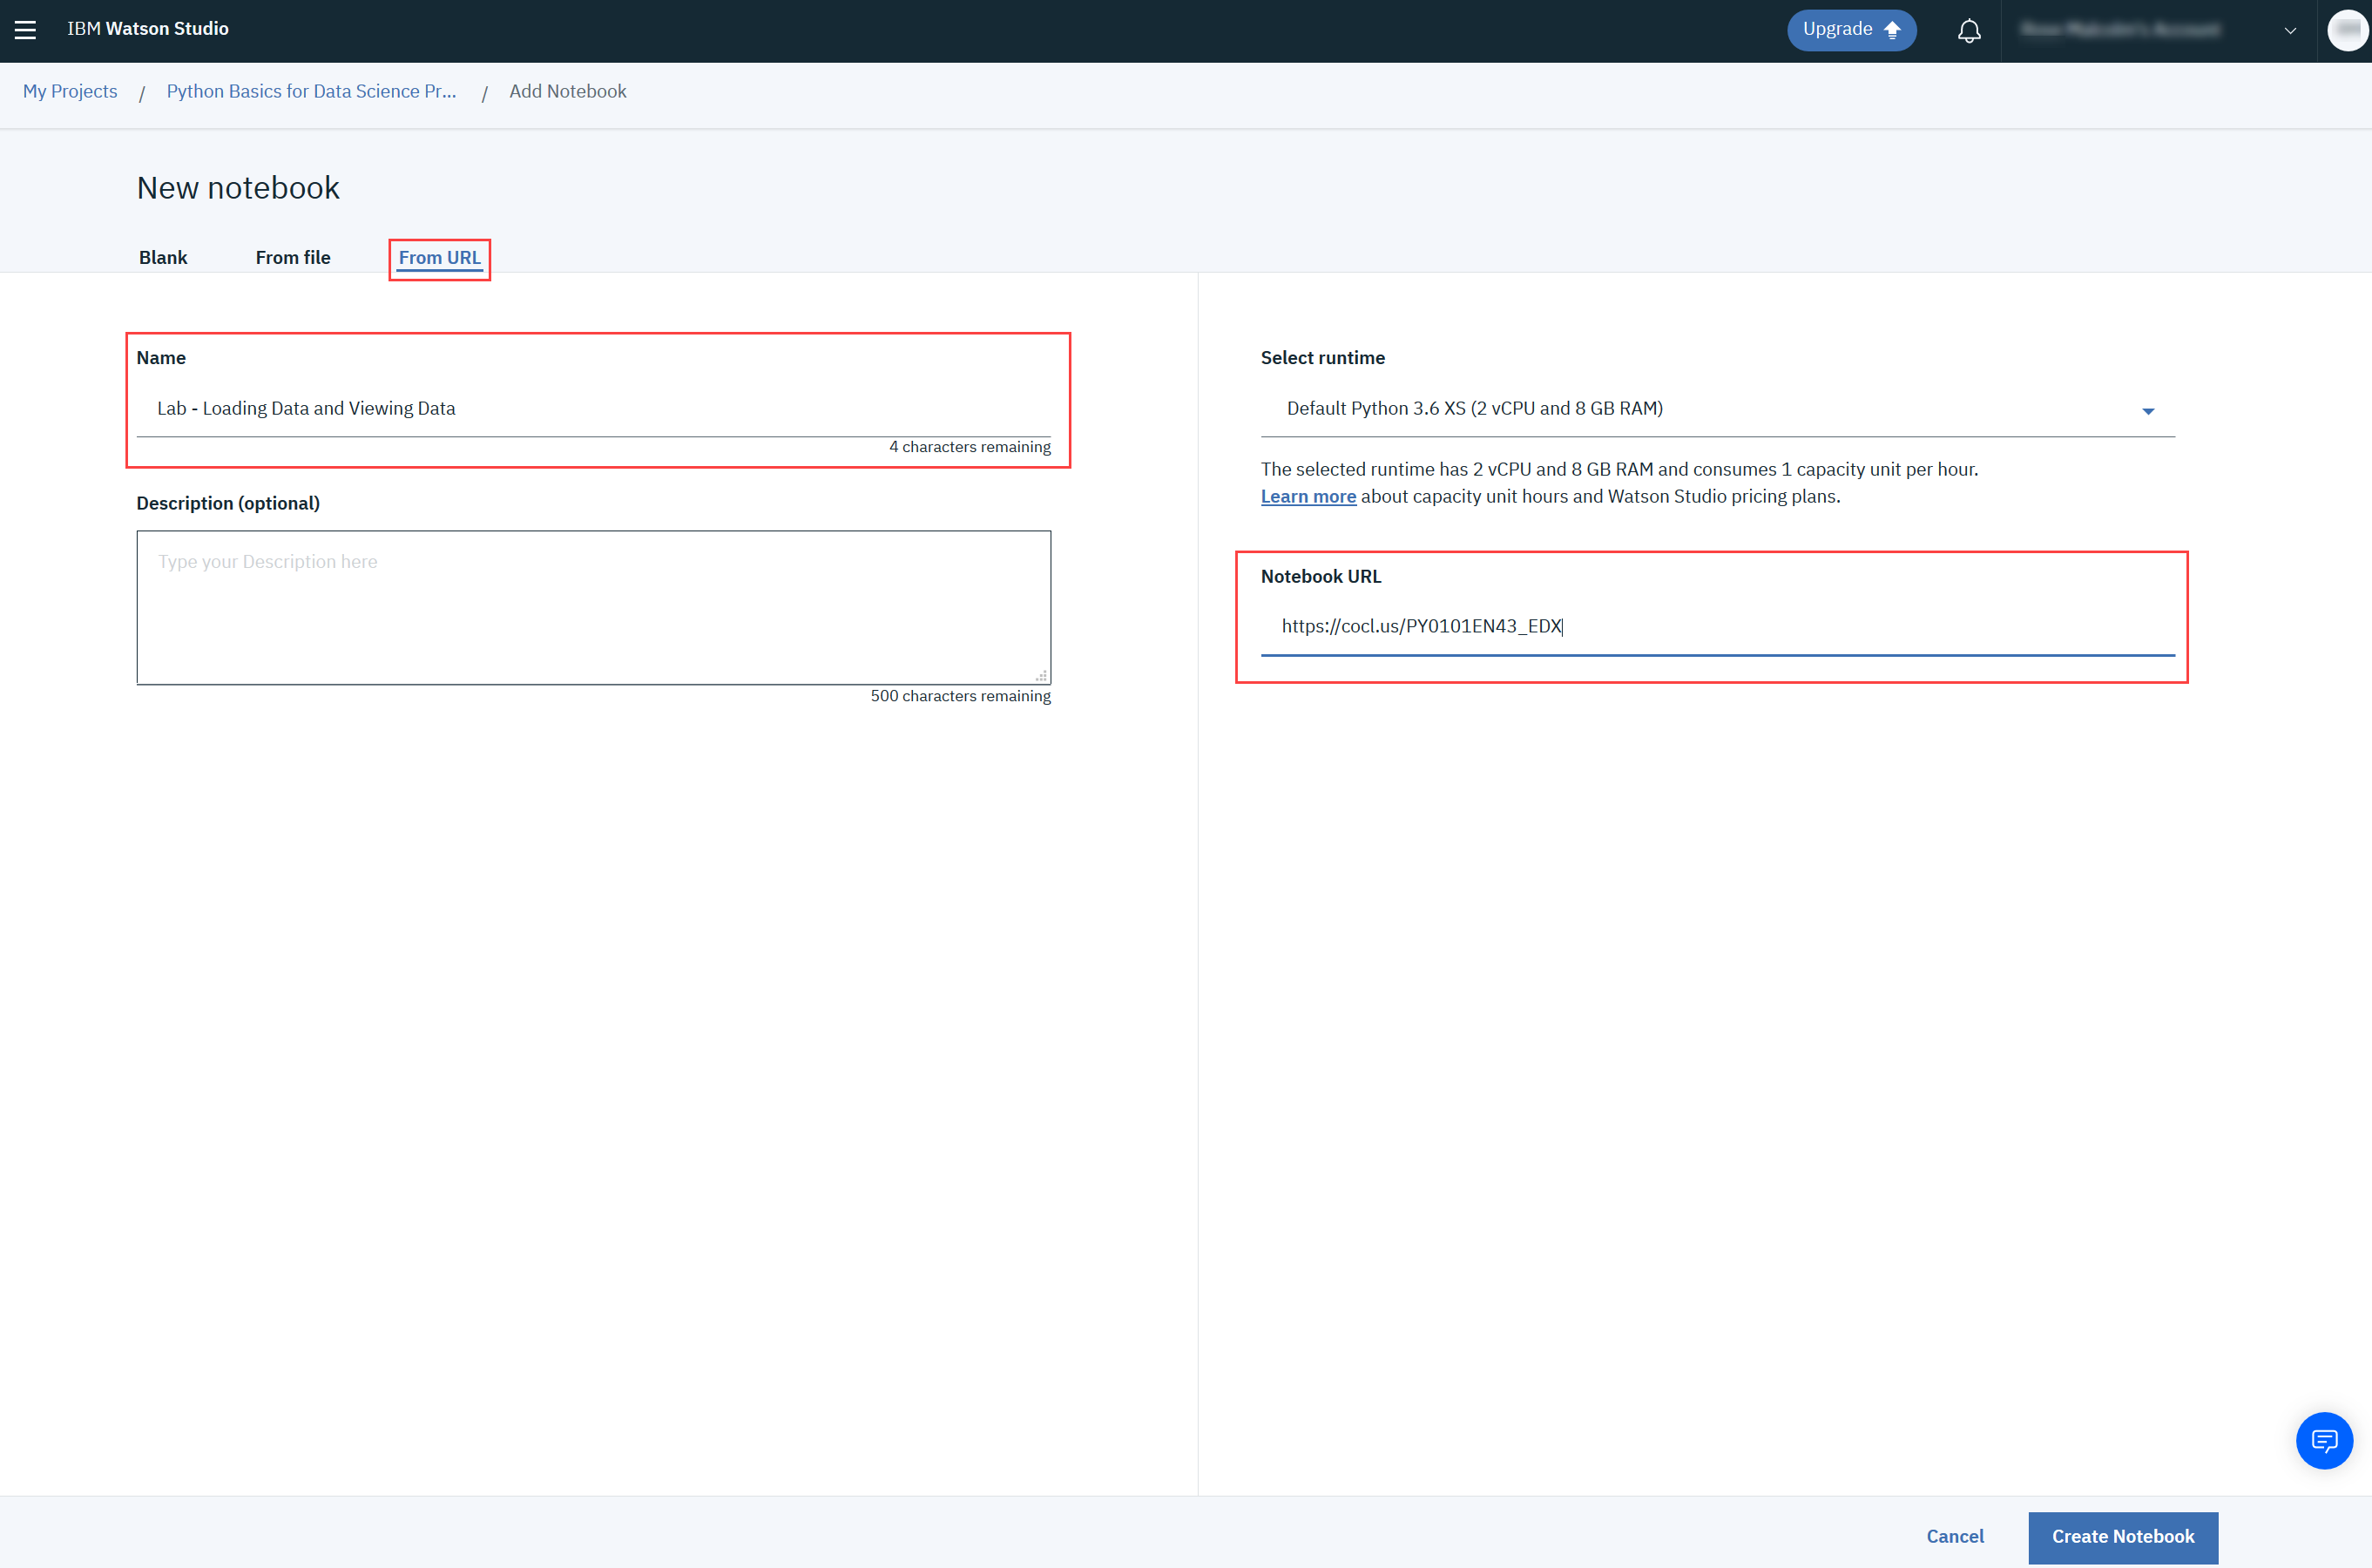 IBM Watson Studio
Upgrade
My Projects / Python Basics for Data Science Pr... / Add Notebook
New notebook
Blank From file From URL
Name
Lab - Loading Data and Viewing Data
4 characters remaining
Description (optional)
Type your Description here
500 characters remaining
Select runtime
Default Python 3.6 XS (2 vCPU and 8 GB RAM)
The selected runtime has 2 vCPU and 8 GB RAM and consumes 1 capacity unit per hour.
Learn more about capacity unit hours and Watson Studio pricing plans.
Notebook URL
https://cocl.us/PY0101EN43_EDX
Cancel Create Notebook